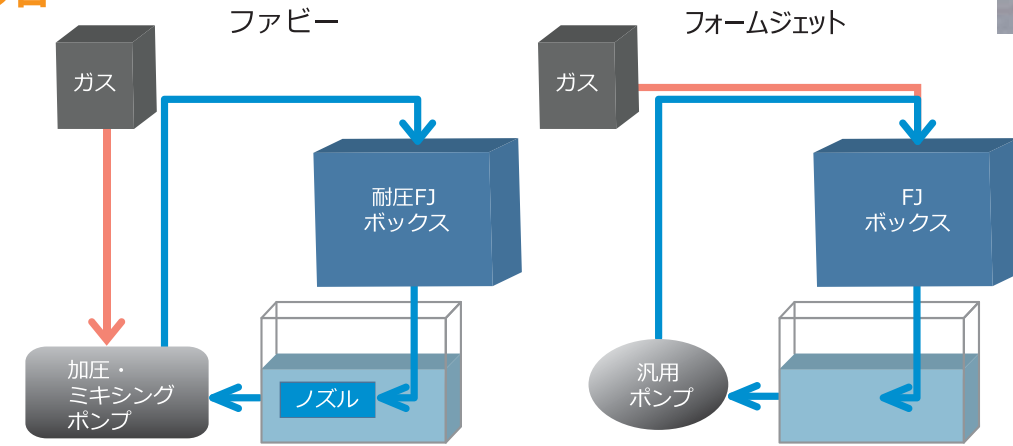 ファビー
フォームジェット
ガス
耐圧FJ
ボックス
加圧・
ミキシング
ポンプ
ノズル
ガス
FJ
ボックス
汎用
ポンプ